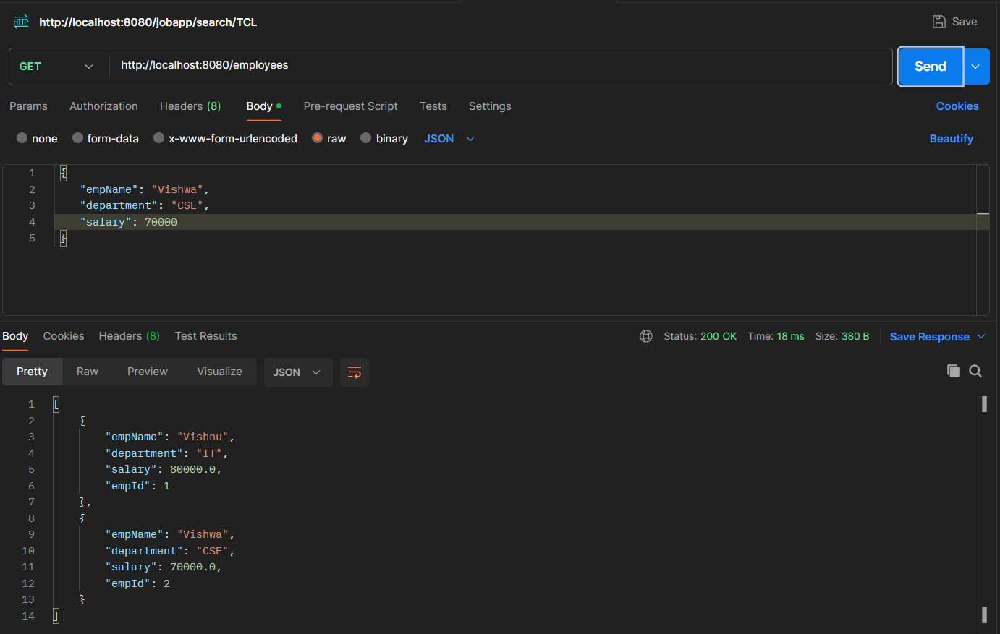 HTTP http://localhost:8080/jobapp/search/TCL Save
GET http://localhost:8080/employees Send
Params Authorization Headers (8) Body Pre-request Script Tests Settings Cookies
none form-data x-www-form-urlencoded raw binary JSON Beautify
1 {
2 "empName": "Vishwa",
3 "department": "CSE",
4 "salary": 70000
5 }
Body Cookies Headers (8) Test Results Status: 200 OK Time: 18 ms Size: 380 B Save Response
Pretty Raw Preview Visualize JSON
1 [
2 {
3 "empName": "Vishnu",
4 "department": "IT",
5 "salary": 80000.0,
6 "empId": 1
7 },
8 {
9 "empName": "Vishwa",
10 "department": "CSE",
11 "salary": 70000.0,
12 "empId": 2
13 }
14 ]